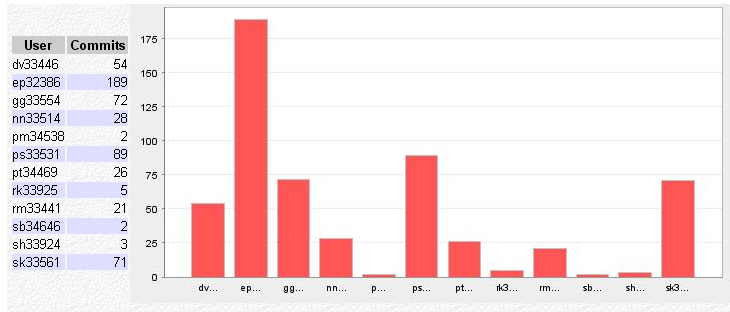 User Commits
dv33446 54
ep32386 189
gg33554 72
nn33514 28
pm34538 2
ps33531 89
pt34469 26
rk33925 5
rm33441 21
sb34646 2
sh33924 3
sk33561 71
175
150
125
100
75
50
25
0
dv... ep... gg... nn... p... ps... pt... rk3... rm... sb... sh... sk3...